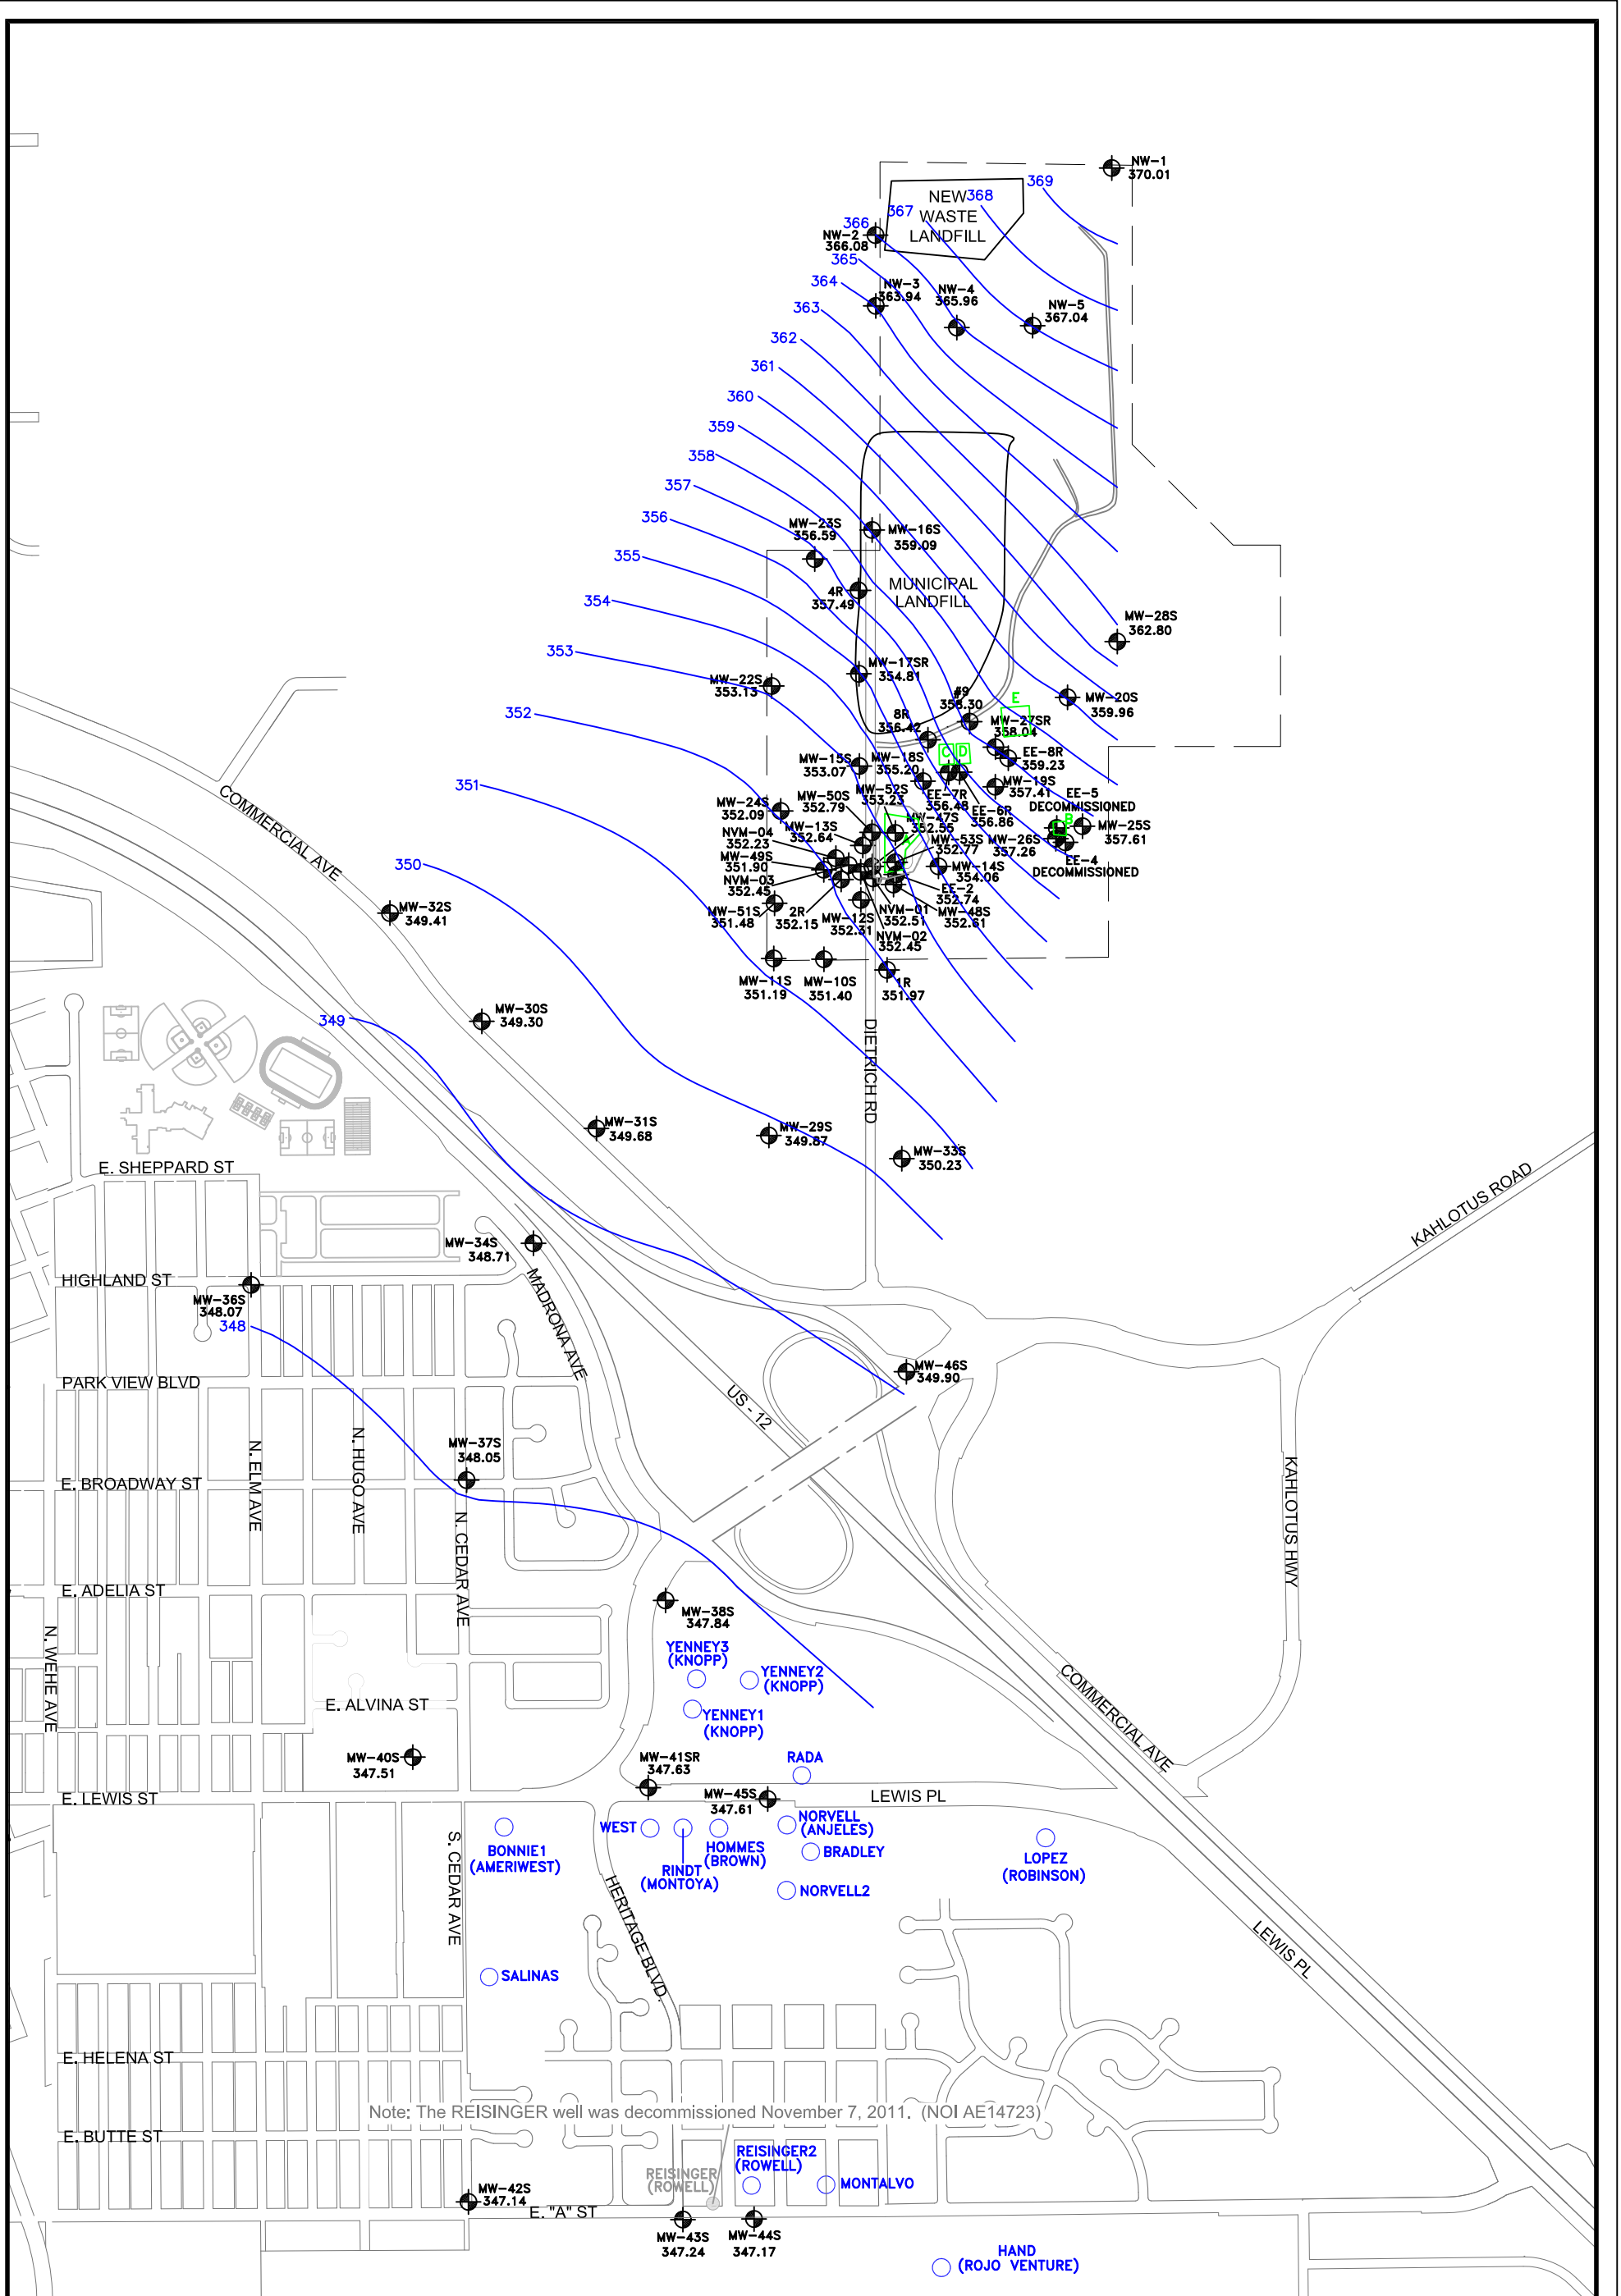 NW-1
370.01
369
NEW
WASTE
LANDFILL
368
367
366
NW-2
366.08
365
364
NW-3
363.94
NW-4
365.96
NW-5
367.04
363
362
361
360
359
358
357
356
355
354
353
352
351
350
349
348
MW-23S
356.59
MW-16S
359.09
4R
357.49
MUNICIPAL
LANDFILL
MW-28S
362.80
MW-17SR
354.81
MW-22S
353.13
MW-20S
359.96
E
#9
358.30
8R
356.42
MW-27SR
358.04
C
D
EE-8R
359.23
MW-15S
353.07
MW-18S
355.20
MW-19S
357.41
EE-7R
356.48
EE-6R
356.86
EE-5
DECOMMISSIONED
B
MW-25S
357.61
MW-26S
357.26
EE-4
DECOMMISSIONED
MW-52S
353.23
MW-50S
352.79
MW-24S
352.09
MW-13S
352.64
MW-47S
352.55
A
MW-53S
352.77
MW-14S
354.06
NVM-04
352.23
MW-49S
351.90
NVM-03
352.45
EE-2
352.74
MW-48S
352.61
MW-51S
351.48
2R
352.15
MW-12S
352.31
NVM-01
352.51
NVM-02
352.45
MW-11S
351.19
MW-10S
351.40
1R
351.97
COMMERCIAL AVE
MW-32S
349.41
MW-30S
349.30
DIETRICH RD
MW-31S
349.68
MW-29S
349.87
MW-33S
350.23
E. SHEPPARD ST
KAHLOTUS ROAD
MW-34S
348.71
HIGHLAND ST
MW-36S
348.07
MADRONA AVE
PARK VIEW BLVD
MW-46S
349.90
US - 12
MW-37S
348.05
N. ELM AVE
N. HUGO AVE
E. BROADWAY ST
KAHLOTUS HWY
N. CEDAR AVE
E. ADELIA ST
MW-38S
347.84
N. WEHE AVE
YENNEY3
(KNOPP)
YENNEY2
(KNOPP)
YENNEY1
(KNOPP)
E. ALVINA ST
COMMERCIAL AVE
MW-40S
347.51
MW-41SR
347.63
RADA
MW-45S
347.61
LEWIS PL
E. LEWIS ST
WEST
NORVELL
(ANJELES)
HOMMES
(BROWN)
BRADLEY
RINDT
(MONTOYA)
BONNIE1
(AMERIWEST)
LOPEZ
(ROBINSON)
NORVELL2
S. CEDAR AVE
HERITAGE BLVD.
LEWIS PL
SALINAS
E. HELENA ST
Note: The REISINGER well was decommissioned November 7, 2011. (NOI AE14723)
E. BUTTE ST
REISINGER2
(ROWELL)
REISINGER
(ROWELL)
MONTALVO
MW-42S
347.14
E. "A" ST
MW-43S
347.24
MW-44S
347.17
HAND
(ROJO VENTURE)